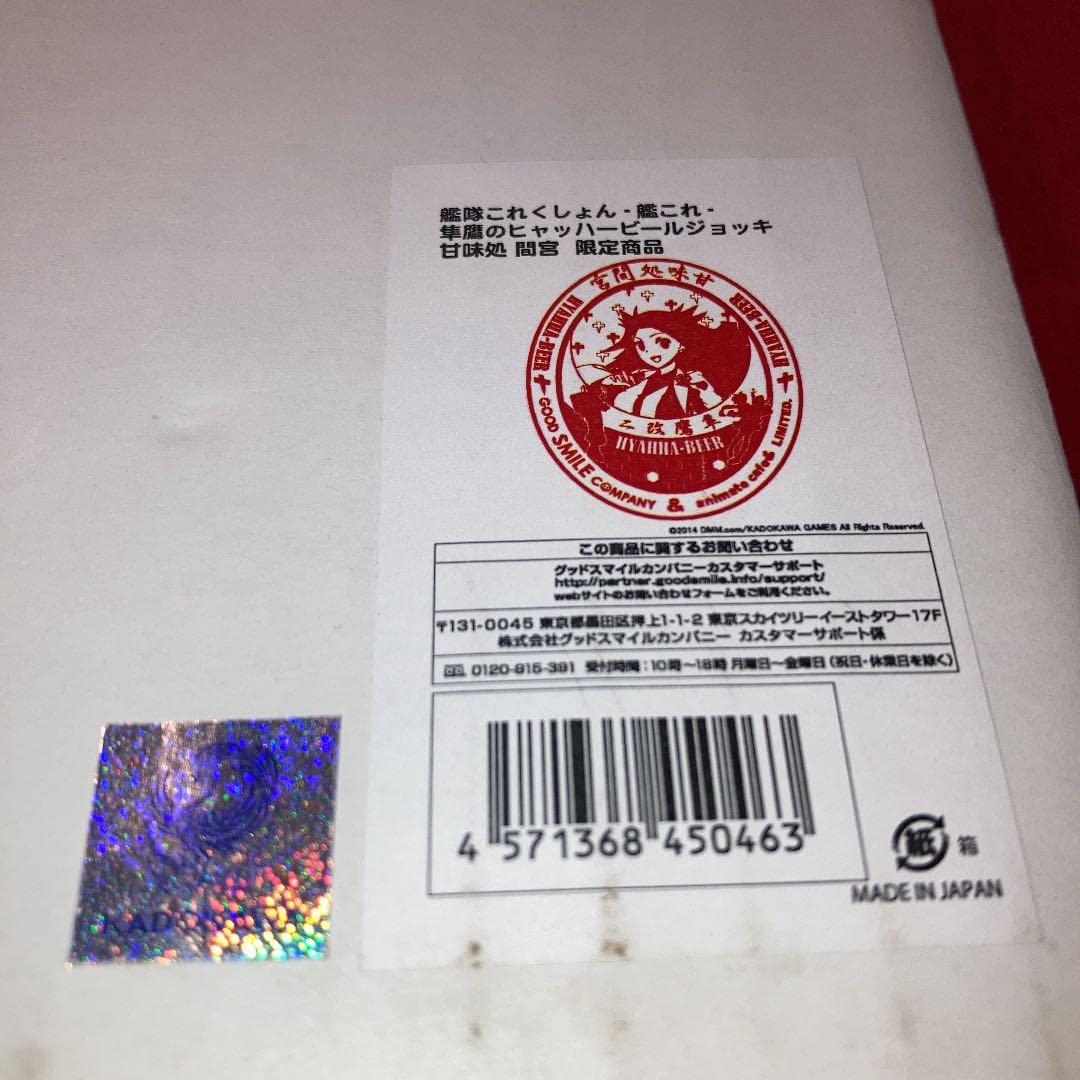 艦隊これくしょん - 艦これ -
隼鷹のヒャッハービールジョッキ
甘味処 間宮 限定商品
宮間処味甘
HYAHHA-BEER
HYAHHA-BEER
二改鷹隼
HYAHHA-BEER
GOOD SMILE COMPANY & animate cafe LIMITED.
©2014 DMM.com/KADOKAWA GAMES All Rights Reserved.
この商品に関するお問い合わせ
グッドスマイルカンパニーカスタマーサポート
http://partner.goodsmile.info/support/
webサイトのお問い合わせフォームをご利用ください。
〒131-0045 東京都墨田区押上1-1-2 東京スカイツリーイーストタワー17F
株式会社グッドスマイルカンパニー カスタマーサポート係
0120-815-391 受付時間:10時~18時 月曜日~金曜日(祝日・休業日を除く)
4 571368 450463
紙 箱
MADE IN JAPAN
KADOKAWA